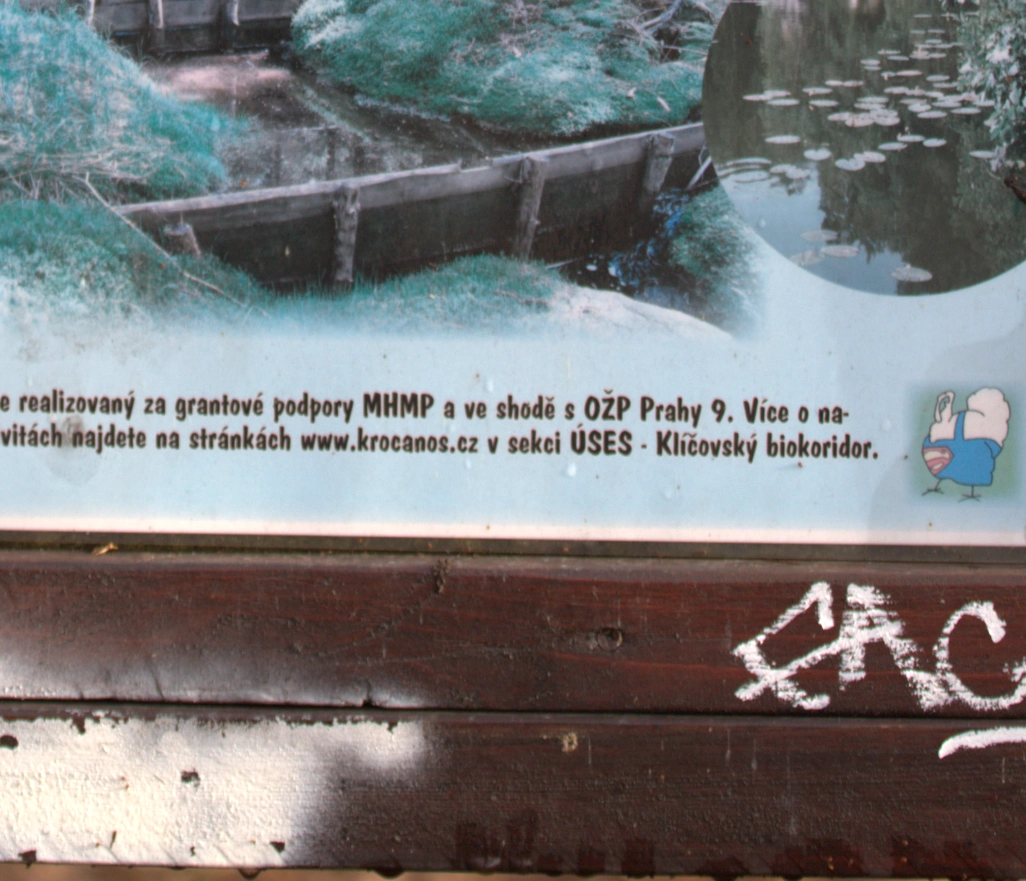 e realizovaný za grantové podpory MHMP a ve shodě s OŽP Prahy 9. Více o na-
vitách najdete na stránkách www.krocanos.cz v sekci ÚSES - Klíčovský biokoridor.